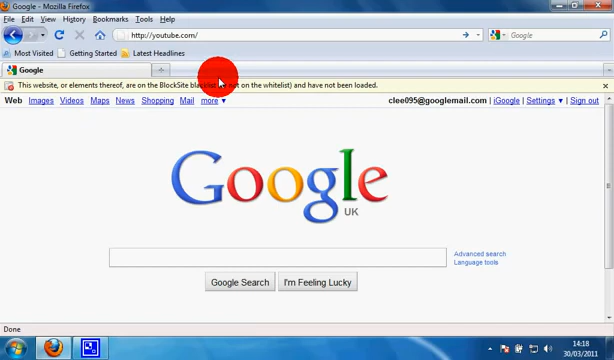 Google - Mozilla Firefox
File Edit View History Bookmarks Tools Help
http://youtube.com/
Google
Most Visited Getting Started Latest Headlines
Google
This website, or elements thereof, are on the BlockSite blacklist not on the whitelist) and have not been loaded.
Web Images Videos Maps News Shopping Mail more ▼ clee095@googlemail.com | iGoogle | Settings ▼ | Sign out
Google
UK
Advanced search
Language tools
Google Search I'm Feeling Lucky
Done
14:18
30/03/2011